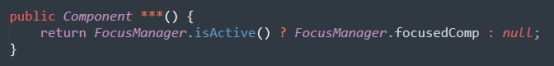 public Component ***() {
return FocusManager.isActive() ? FocusManager.focusedComp : null;
}